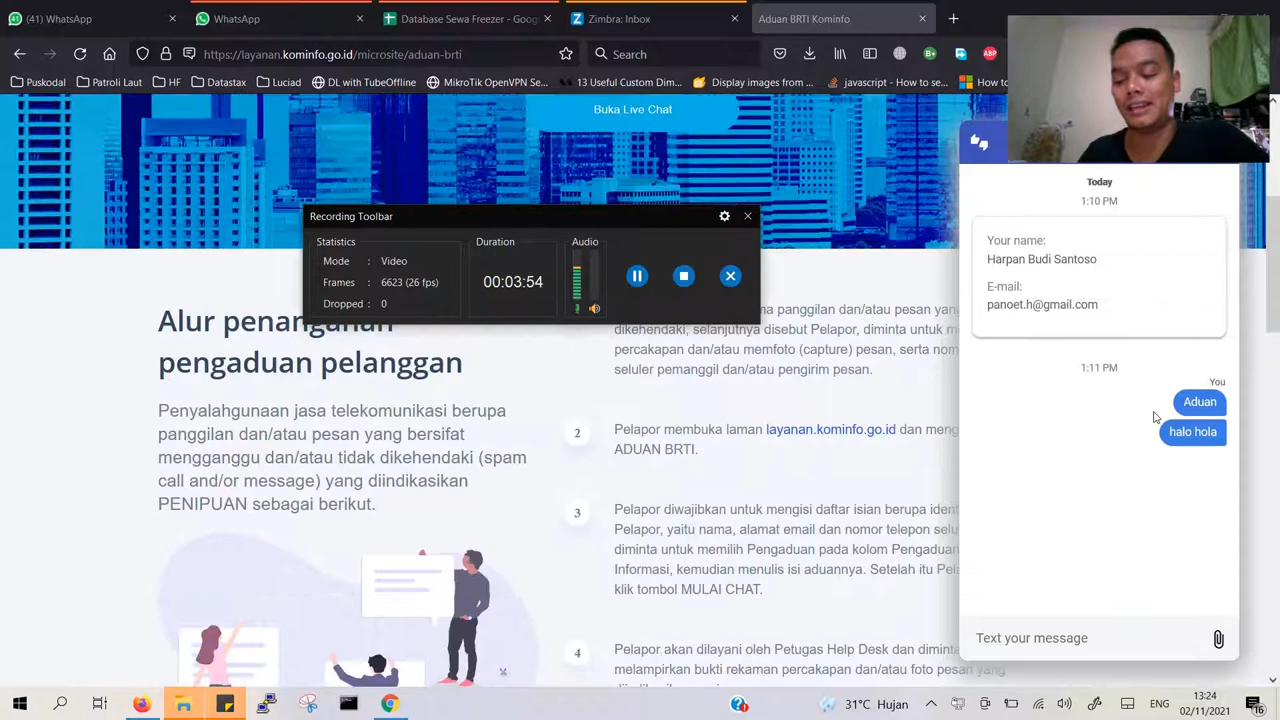 (41) WhatsApp
WhatsApp
Database Sewa Freezer - Goog
Zimbra: Inbox
Aduan BRTI Kominfo
https://layanan.kominfo.go.id/microsite/aduan-brti
Search
ABP
Puskodal
Patroli Laut
HF
Datastax
Luciad
DL with TubeOffline
MikroTik OpenVPN Se...
13 Useful Custom Dim...
Display images from ...
javascript - How to se...
How to
Buka Live Chat
Recording Toolbar
Statistics
Mode : Video
Frames : 6623 (26 fps)
Dropped : 0
Duration
00:03:54
Audio
Alur penanganan
pengaduan pelanggan
Penyalahgunaan jasa telekomunikasi berupa
panggilan dan/atau pesan yang bersifat
mengganggu dan/atau tidak dikehendaki (spam
call and/or message) yang diindikasikan
PENIPUAN sebagai berikut.
ma panggilan dan/atau pesan yang
dikehendaki, selanjutnya disebut Pelapor, diminta untuk m
percakapan dan/atau memfoto (capture) pesan, serta nom
seluler pemanggil dan/atau pengirim pesan.
2
Pelapor membuka laman layanan.kominfo.go.id dan meng
ADUAN BRTI.
3
Pelapor diwajibkan untuk mengisi daftar isian berupa ident
Pelapor, yaitu nama, alamat email dan nomor telepon selu
diminta untuk memilih Pengaduan pada kolom Pengaduan
Informasi, kemudian menulis isi aduannya. Setelah itu Pela
klik tombol MULAI CHAT.
4
Pelapor akan dilayani oleh Petugas Help Desk dan diminta
melampirkan bukti rekaman percakapan dan/atau foto pesan yang
Today
1:10 PM
Your name:
Harpan Budi Santoso
E-mail:
panoet.h@gmail.com
1:11 PM
You
Aduan
halo hola
Text your message
31°C Hujan
ENG
13:24
02/11/2021
16